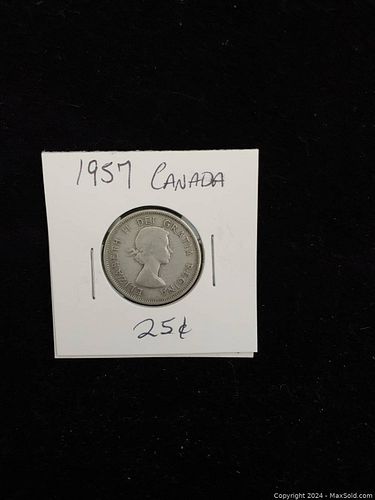 1957 CANADA
ELIZABETH II DEI GRATIA REGINA
25¢
Copyright 2024 - MaxSold.com